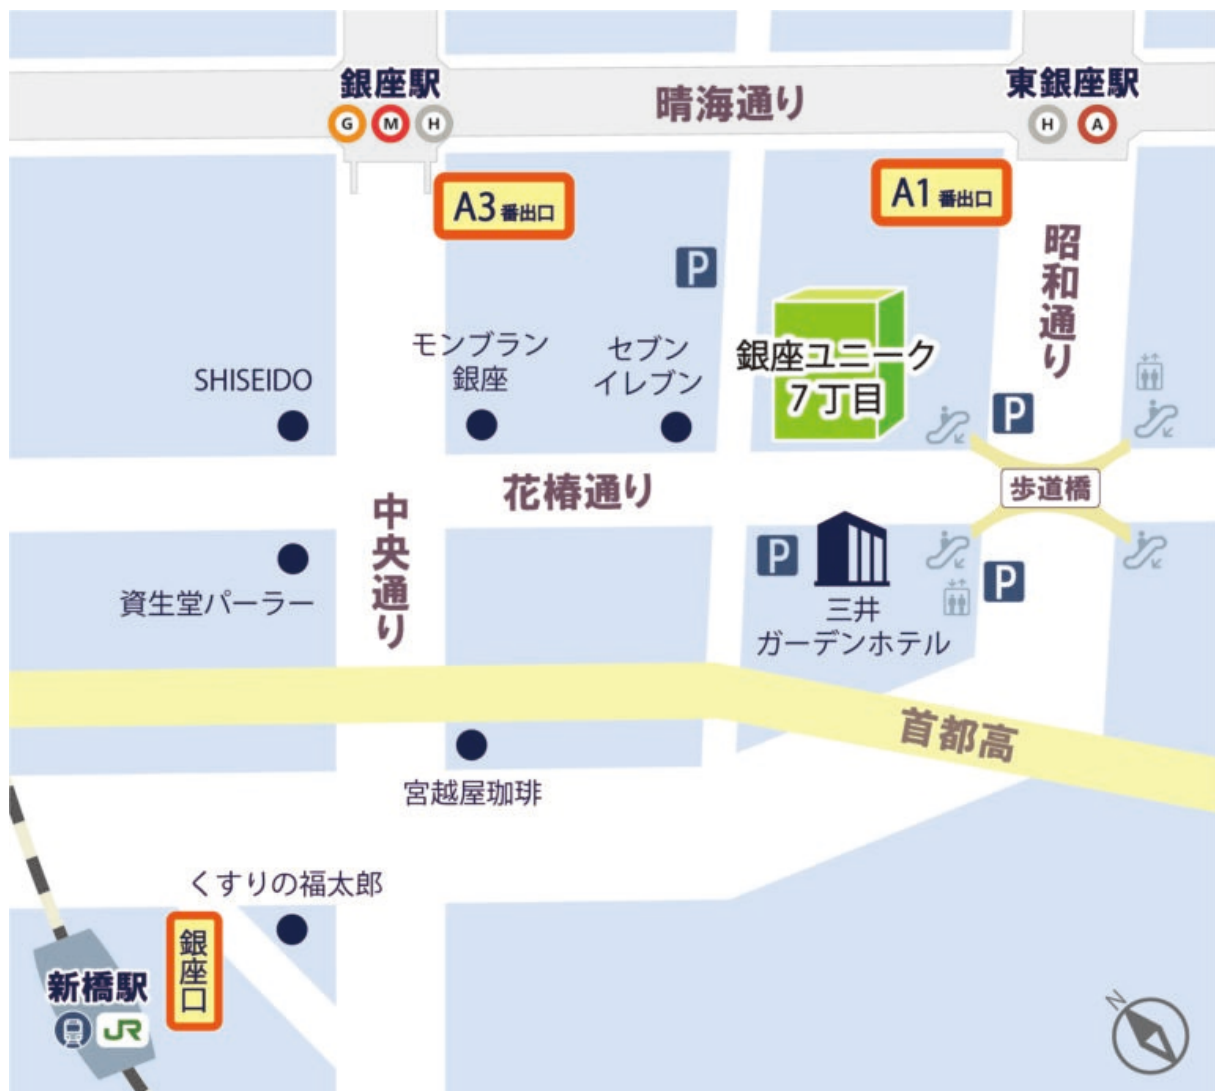 銀座駅
G M H
晴海通り
東銀座駅
H A
A3番出口
A1番出口
P
昭和通り
モンブラン
銀座
セブン
イレブン
銀座ユニーク
7丁目
SHISEIDO
P
花椿通り
歩道橋
中央通り
P
P
資生堂パーラー
三井
ガーデンホテル
首都高
宮越屋珈琲
くすりの福太郎
銀座口
新橋駅
JR
N